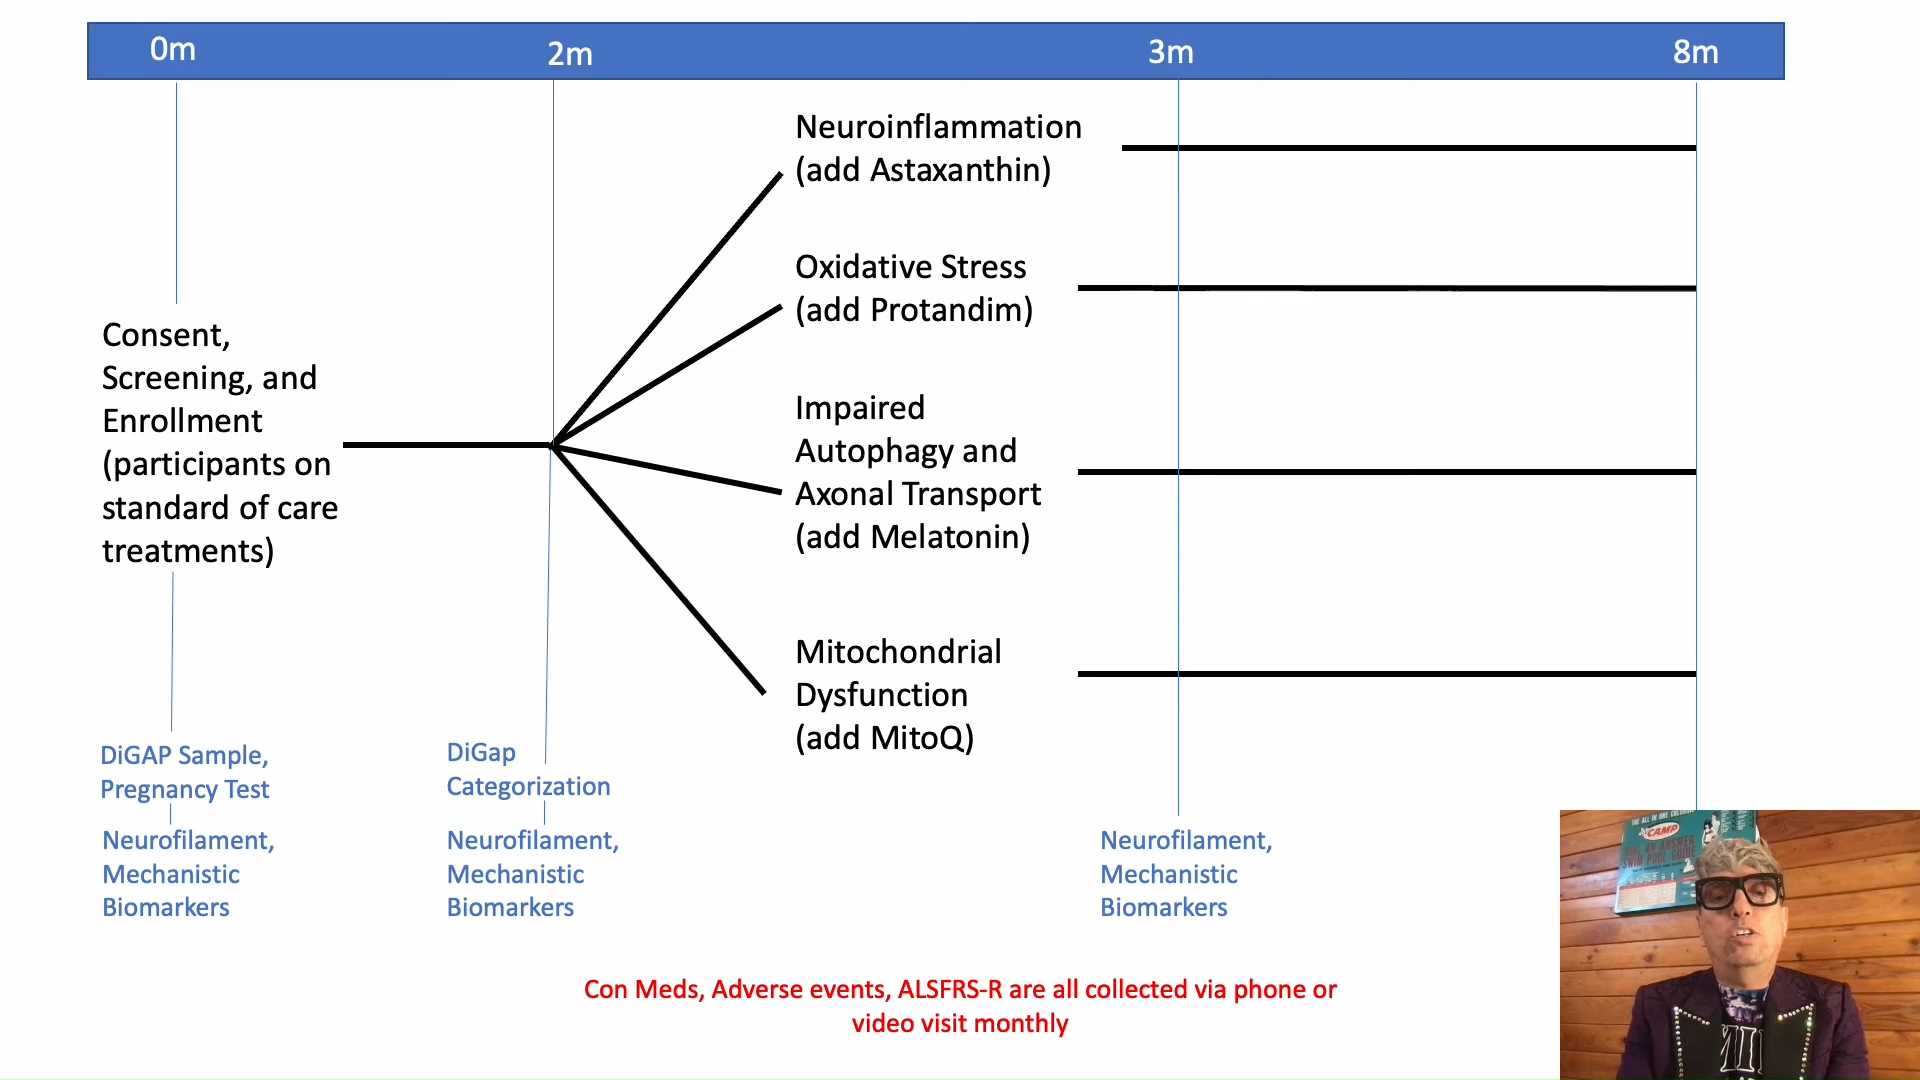 0m
2m
3m
8m
Neuroinflammation
(add Astaxanthin)
Oxidative Stress
(add Protandim)
Consent,
Screening, and
Enrollment
(participants on
standard of care
treatments)
Impaired
Autophagy and
Axonal Transport
(add Melatonin)
Mitochondrial
Dysfunction
(add MitoQ)
DiGAP Sample,
Pregnancy Test
Neurofilament,
Mechanistic
Biomarkers
DiGap
Categorization
Neurofilament,
Mechanistic
Biomarkers
Neurofilament,
Mechanistic
Biomarkers
Con Meds, Adverse events, ALSFRS-R are all collected via phone or
video visit monthly
CAMP